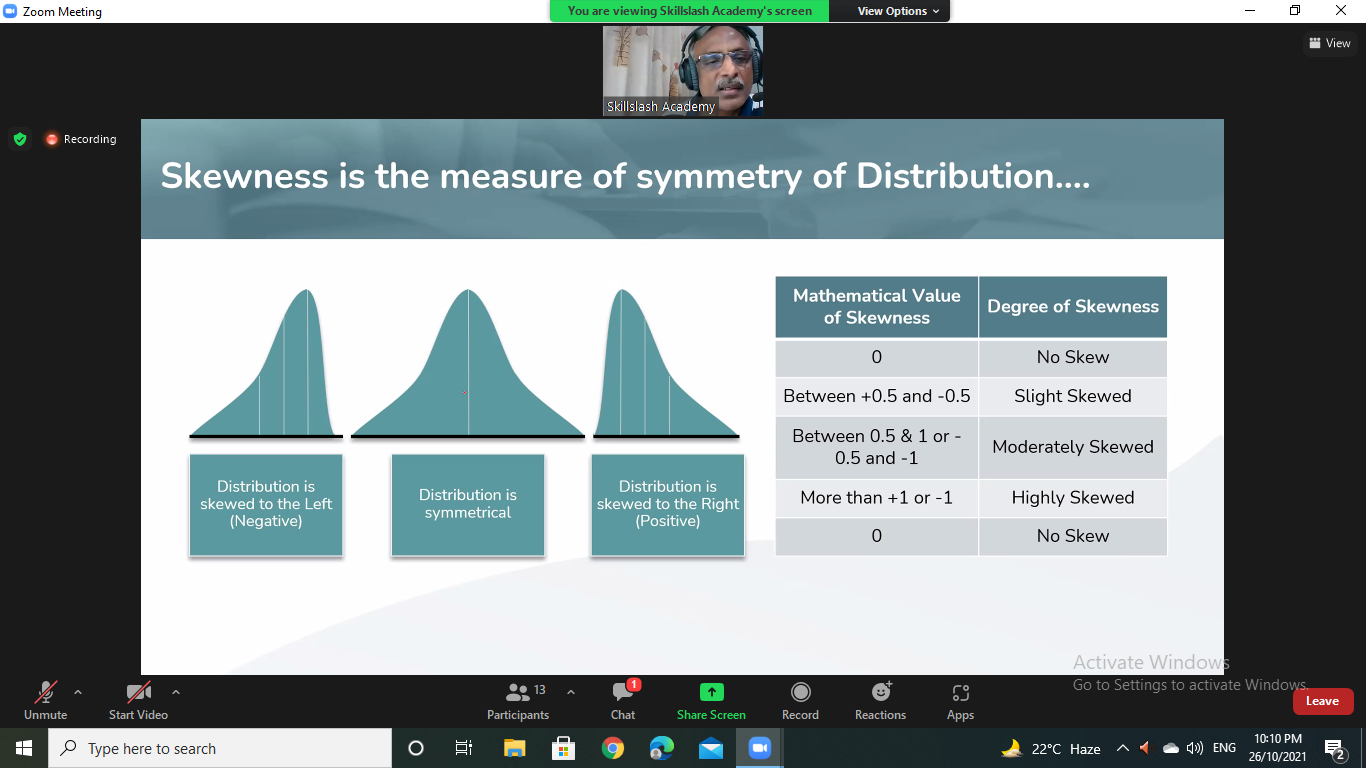 Zoom Meeting
You are viewing Skillslash Academy's screen
View Options
View
Skillslash Academy
Recording
Skewness is the measure of symmetry of Distribution....
Distribution is
skewed to the Left
(Negative)
Distribution is
symmetrical
Distribution is
skewed to the Right
(Positive)
Mathematical Value
of Skewness
Degree of Skewness
0
No Skew
Between +0.5 and -0.5
Slight Skewed
Between 0.5 & 1 or -
0.5 and -1
Moderately Skewed
More than +1 or -1
Highly Skewed
0
No Skew
Activate Windows
Go to Settings to activate Windows.
Unmute
Start Video
Participants
13
Chat
1
Share Screen
Record
Reactions
Apps
Leave
Type here to search
22°C Haze
ENG
10:10 PM
26/10/2021
2